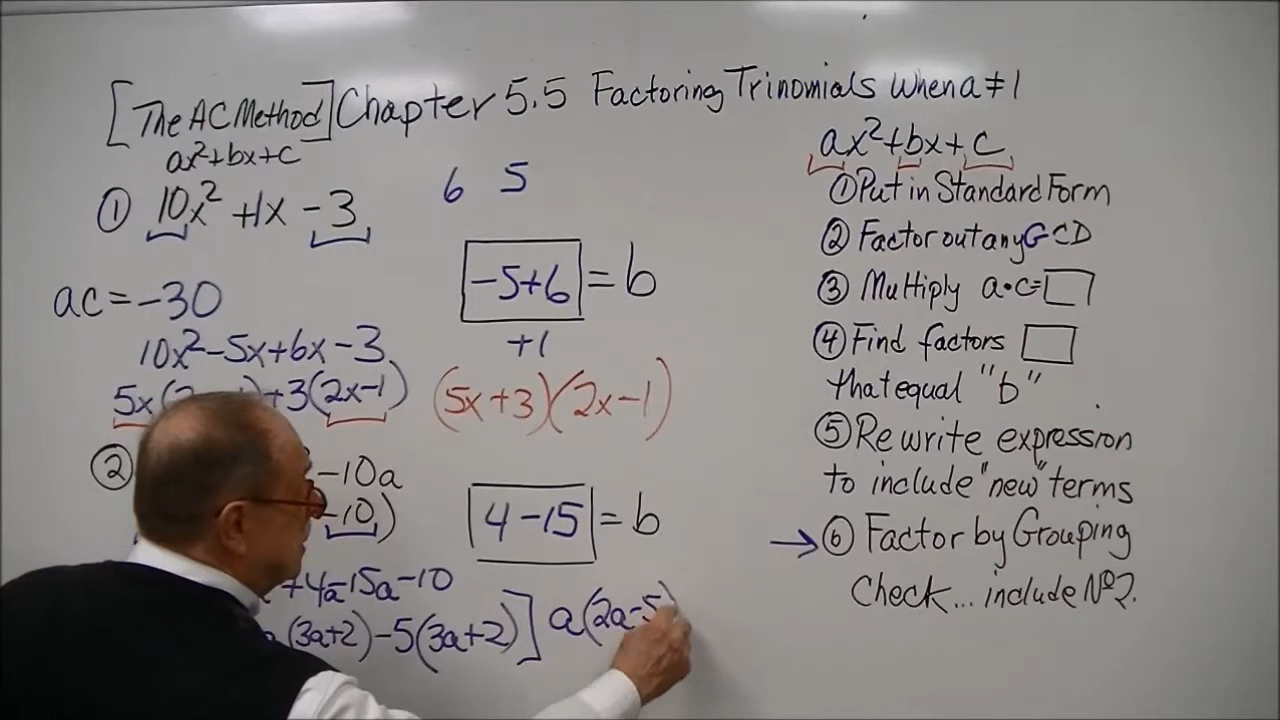 [The AC Method] Chapter 5.5 Factoring Trinomials When a ≠ 1
ax²+bx+c
① 10x² +1x -3
6 5
ac = -30
-5+6 = b
+1
10x²-5x+6x-3
5x( )+3(2x-1) (5x+3)(2x-1)
② -10a
-10)
4-15 = b
+4a-15a-10
(3a+2)-5(3a+2)] a(2a-5)
ax²+bx+c
①Put in Standard Form
② Factor out any GCD
③ Multiply a·c=
④ Find factors
that equal "b"
⑤ Rewrite expression
to include "new" terms
→⑥ Factor by Grouping
Check... include Nº2.